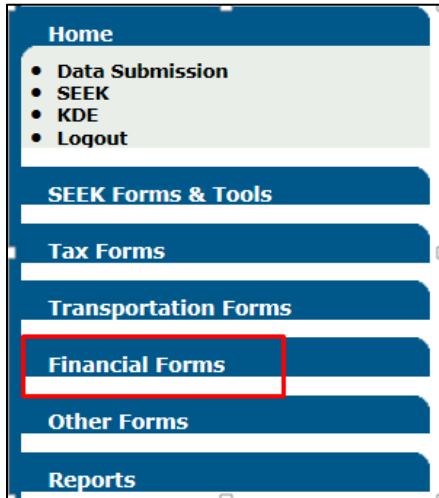 Home
• Data Submission
• SEEK
• KDE
• Logout
SEEK Forms & Tools
Tax Forms
Transportation Forms
Financial Forms
Other Forms
Reports